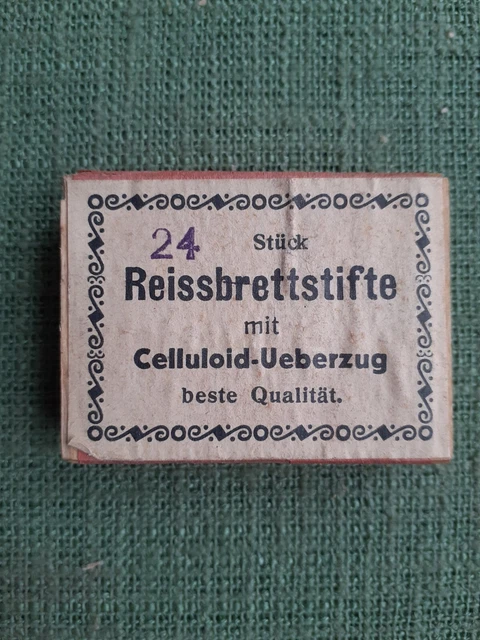 24 Stück
Reissbrettstifte
mit
Celluloid-Ueberzug
beste Qualität.